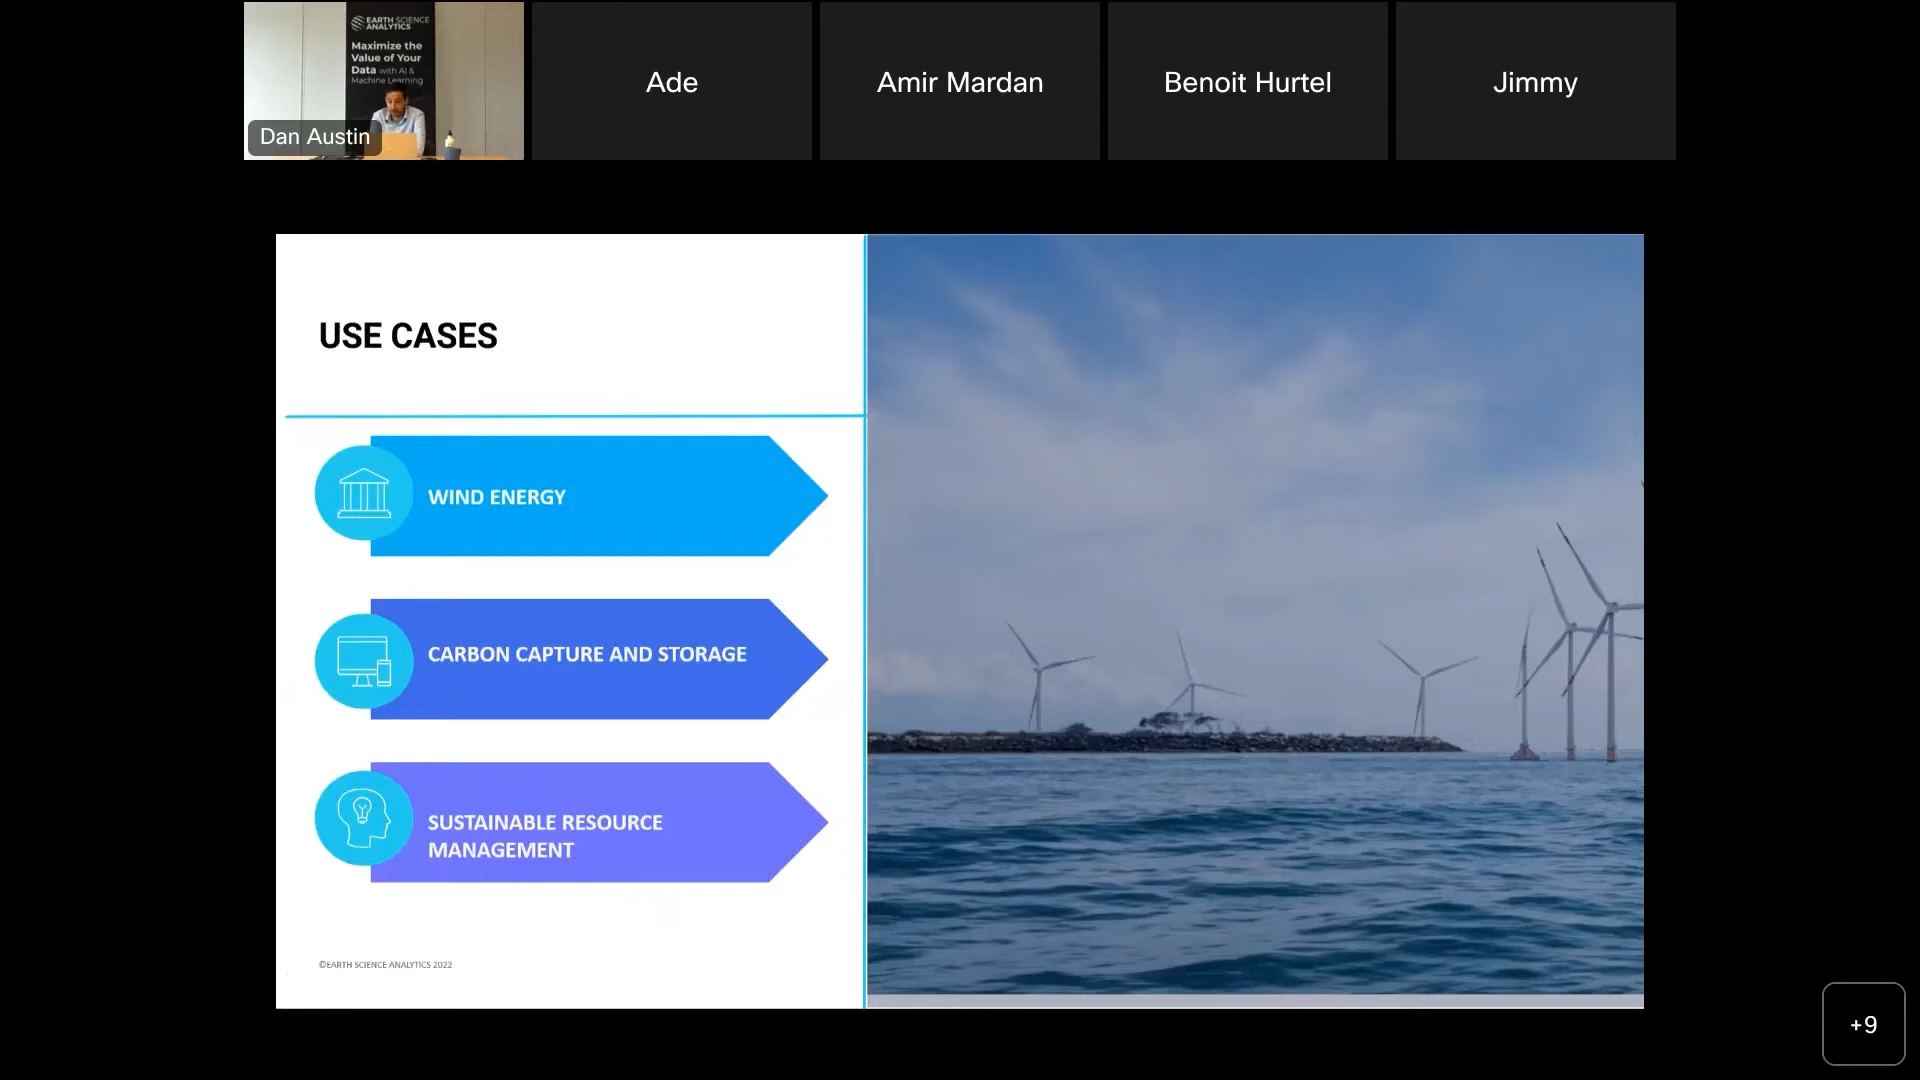 EARTH SCIENCE
ANALYTICS
Maximize the
Value of Your
Data with AI &
Machine Learning
Dan Austin
Ade
Amir Mardan
Benoit Hurtel
Jimmy
USE CASES
WIND ENERGY
CARBON CAPTURE AND STORAGE
SUSTAINABLE RESOURCE
MANAGEMENT
©EARTH SCIENCE ANALYTICS 2022
+9